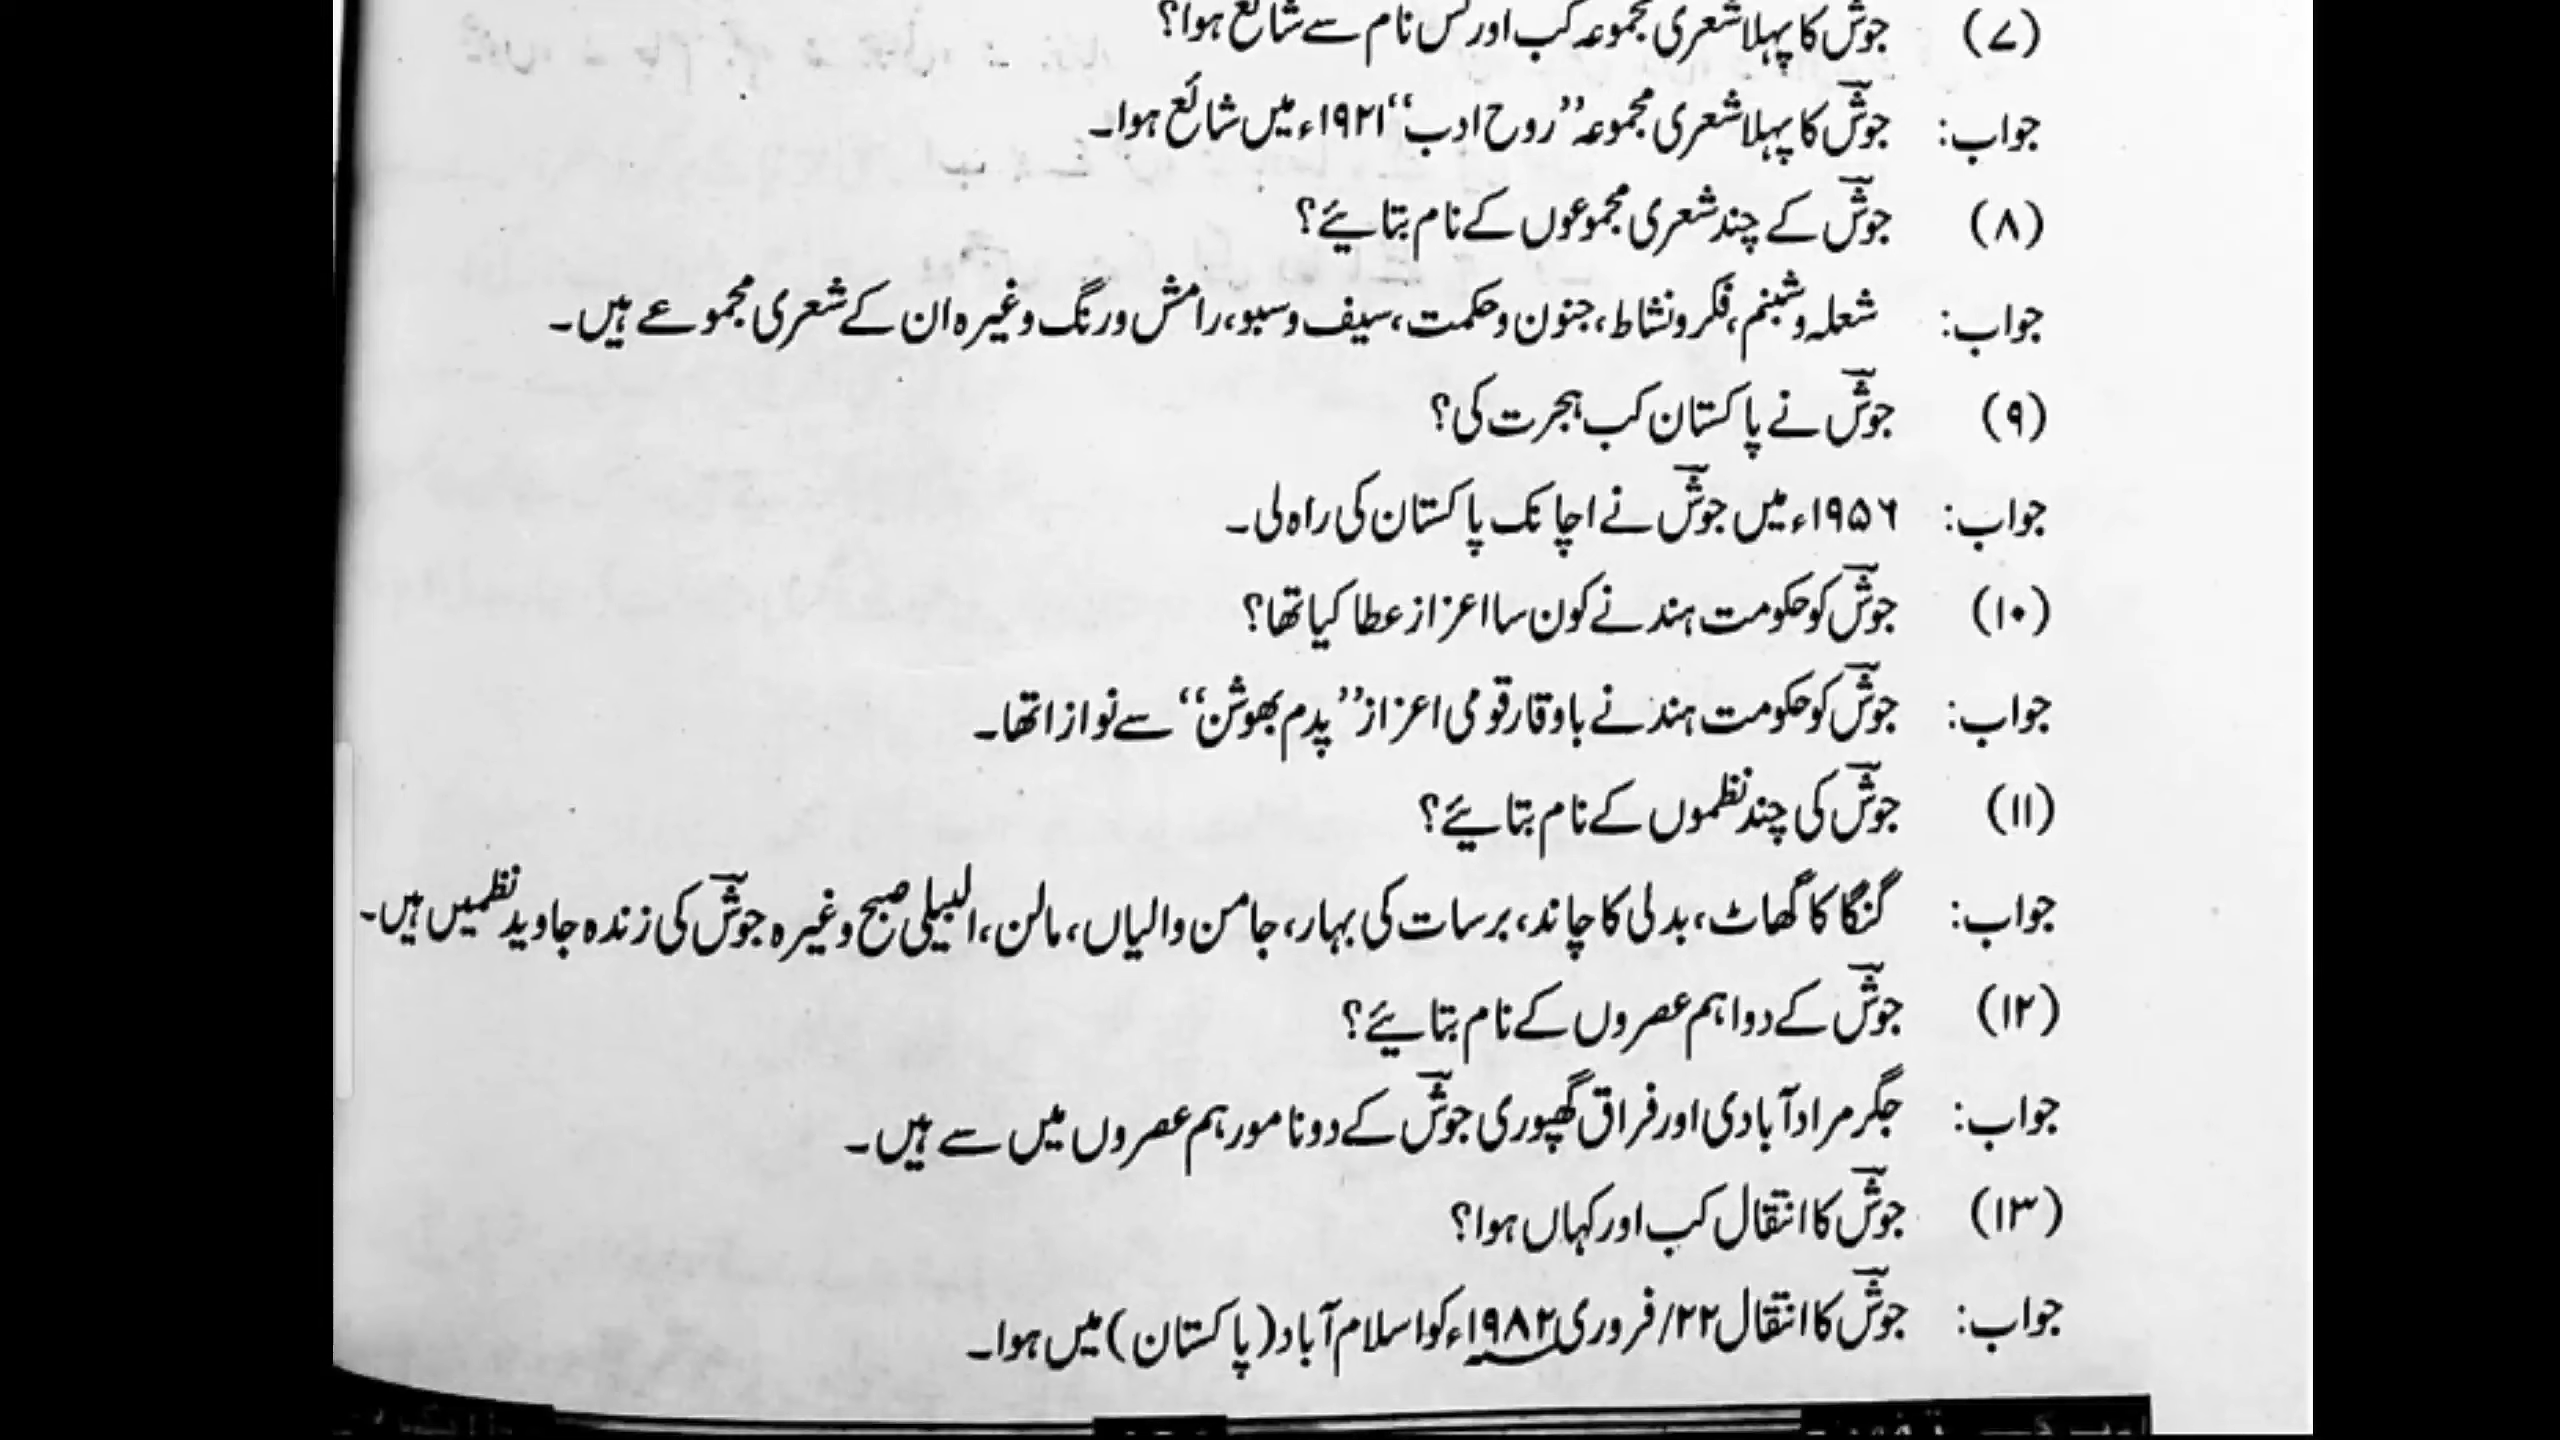 (۷) جوشؔ کا پہلا شعری مجموعہ کب اور کس نام سے شائع ہوا؟
جواب: جوشؔ کا پہلا شعری مجموعہ ”روح ادب“ ۱۹۲۱ء میں شائع ہوا۔
(۸) جوشؔ کے چند شعری مجموعوں کے نام بتائیے؟
جواب: شعلہ و شبنم، فکر و نشاط، جنون و حکمت، سیف و سبو، رامش و رنگ وغیرہ ان کے شعری مجموعے ہیں۔
(۹) جوشؔ نے پاکستان کب ہجرت کی؟
جواب: ۱۹۵۶ء میں جوشؔ نے اچانک پاکستان کی راہ لی۔
(۱۰) جوشؔ کو حکومت ہند نے کون سا اعزاز عطا کیا تھا؟
جواب: جوشؔ کو حکومت ہند نے باوقار قومی اعزاز ”پدم بھوشن“ سے نوازا تھا۔
(۱۱) جوشؔ کی چند نظموں کے نام بتائیے؟
جواب: گنگا کا گھاٹ، بدلی کا چاند، برسات کی بہار، جامن والیاں، مالن، البیلی صبح وغیرہ جوشؔ کی زندہ جاوید نظمیں ہیں۔
(۱۲) جوشؔ کے دو اہم عصروں کے نام بتائیے؟
جواب: جگر مراد آبادی اور فراق گھپوری جوشؔ کے دو نامور ہم عصروں میں سے ہیں۔
(۱۳) جوشؔ کا انتقال کب اور کہاں ہوا؟
جواب: جوشؔ کا انتقال ۲۲/فروری ۱۹۸۲ء کو اسلام آباد (پاکستان) میں ہوا۔